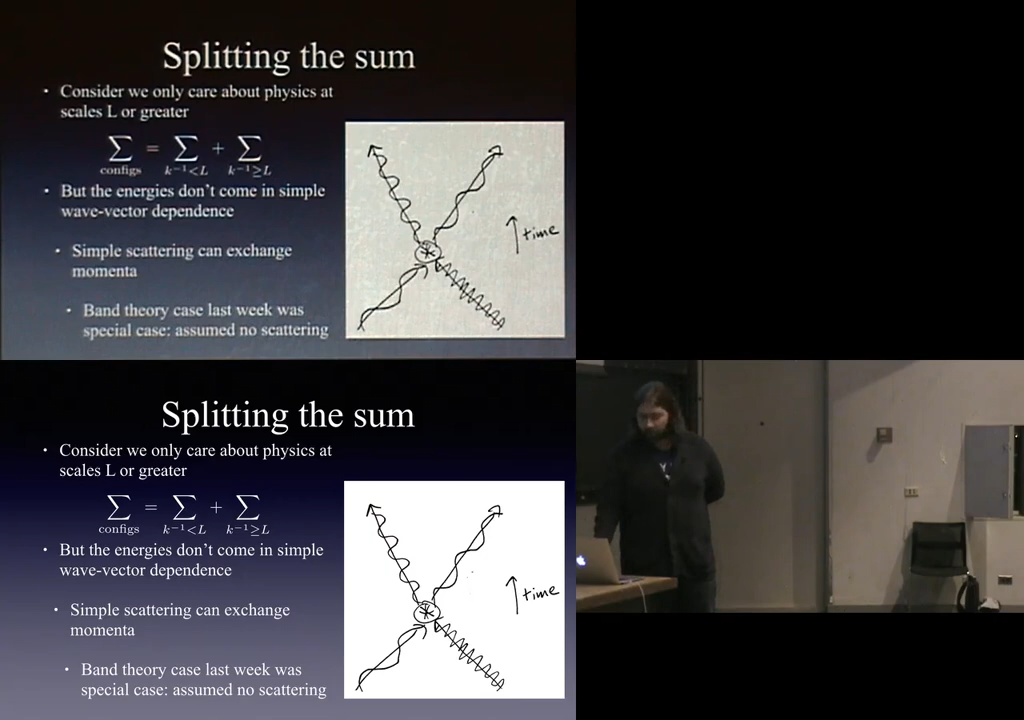 Splitting the sum
• Consider we only care about physics at
scales L or greater
∑ = ∑ + ∑
configs k⁻¹<L k⁻¹≥L
• But the energies don't come in simple
wave-vector dependence
• Simple scattering can exchange
momenta
• Band theory case last week was
special case: assumed no scattering
time
Splitting the sum
• Consider we only care about physics at
scales L or greater
∑ = ∑ + ∑
configs k⁻¹<L k⁻¹≥L
• But the energies don't come in simple
wave-vector dependence
• Simple scattering can exchange
momenta
• Band theory case last week was
special case: assumed no scattering
time